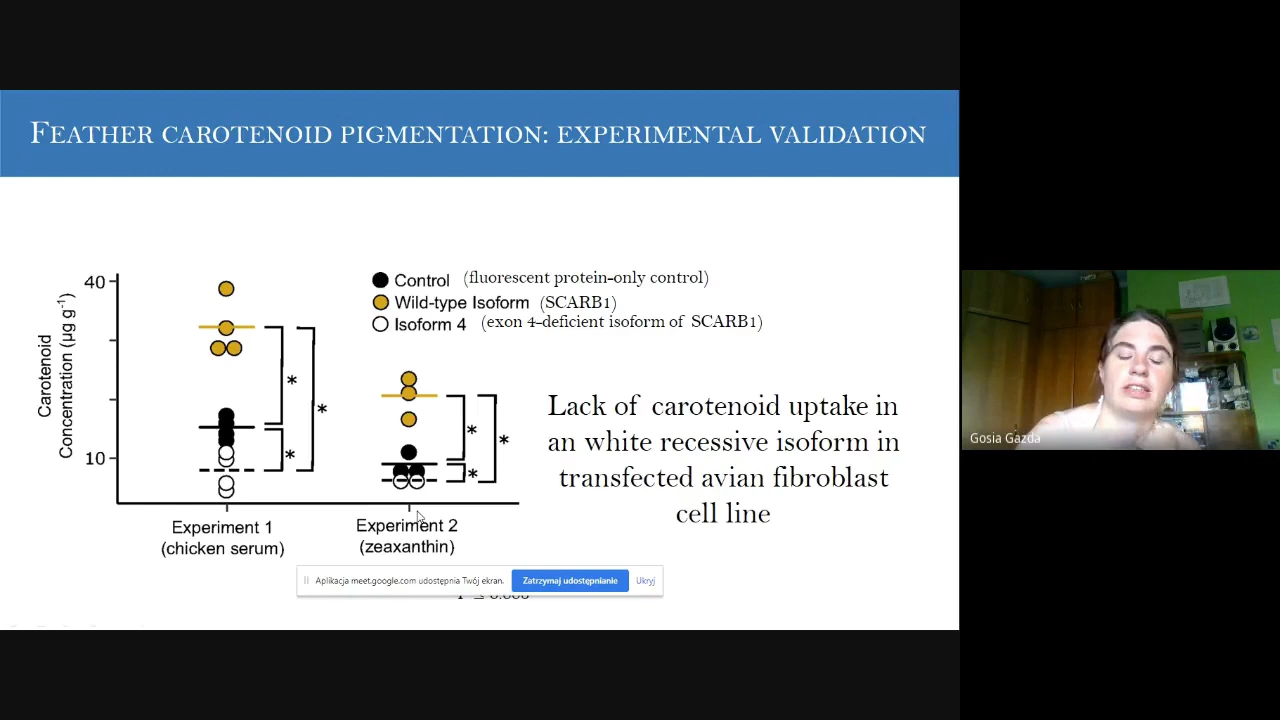 FEATHER CAROTENOID PIGMENTATION: EXPERIMENTAL VALIDATION
40
10
Carotenoid
Concentration (µg g⁻¹)
Control (fluorescent protein-only control)
Wild-type Isoform (SCARB1)
Isoform 4 (exon 4-deficient isoform of SCARB1)
*
*
*
*
*
*
Experiment 1
(chicken serum)
Experiment 2
(zeaxanthin)
Lack of carotenoid uptake in
an white recessive isoform in
transfected avian fibroblast
cell line
Aplikacja meet.google.com udostępnia Twój ekran.
Zatrzymaj udostępnianie
Ukryj
Gosia Gazda